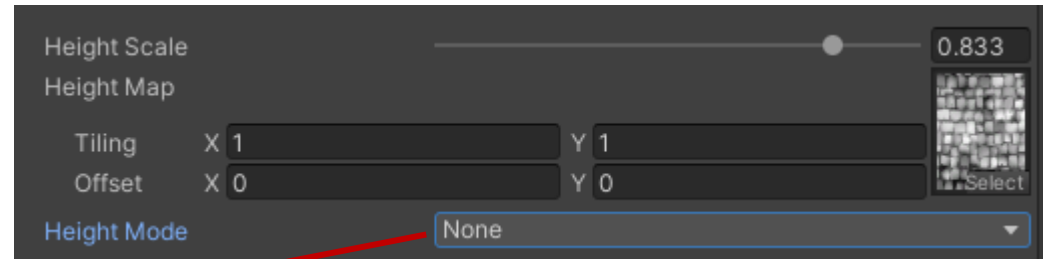 Height Scale 0.833
Height Map
Tiling X 1 Y 1
Offset X 0 Y 0 Select
Height Mode None